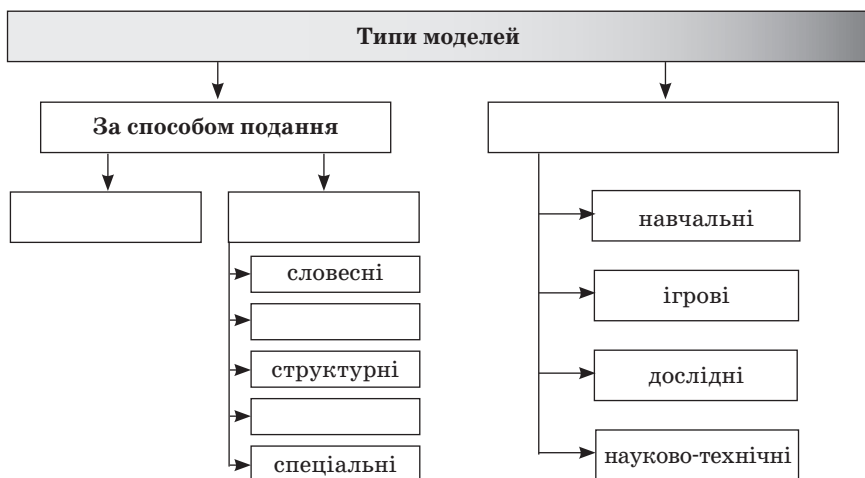 Типи моделей
За способом подання
словесні
структурні
спеціальні
навчальні
ігрові
дослідні
науково-технічні